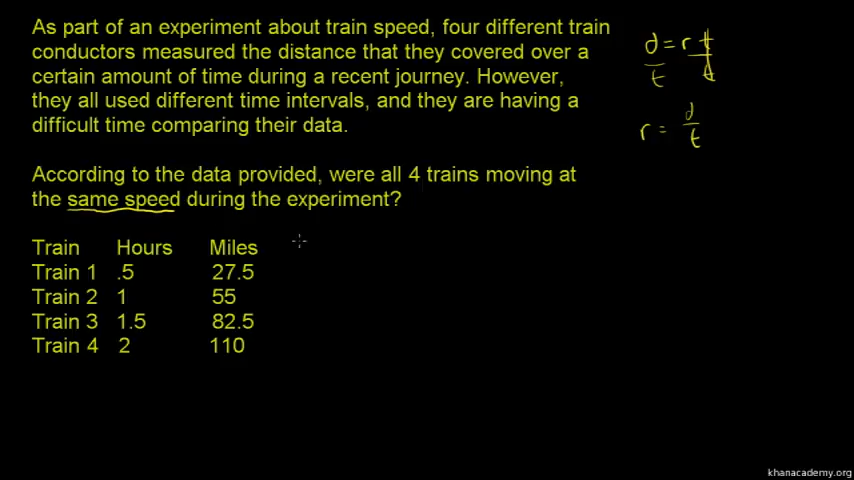 As part of an experiment about train speed, four different train
conductors measured the distance that they covered over a
certain amount of time during a recent journey. However,
they all used different time intervals, and they are having a
difficult time comparing their data.
According to the data provided, were all 4 trains moving at
the same speed during the experiment?
Train Hours Miles
Train 1 .5 27.5
Train 2 1 55
Train 3 1.5 82.5
Train 4 2 110
d = r t
t t
r = d
t
khanacademy.org